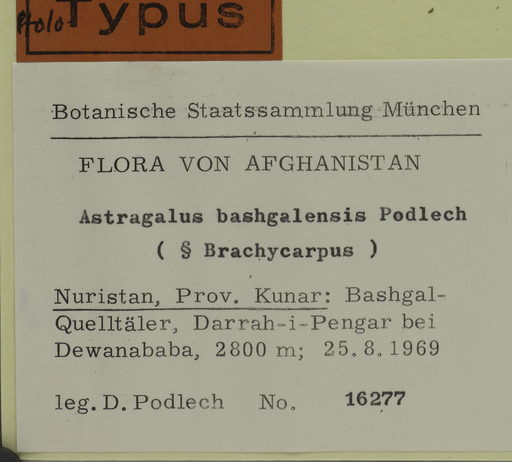 Holo Typus
Botanische Staatssammlung München
FLORA VON AFGHANISTAN
Astragalus bashgalensis Podlech
( § Brachycarpus )
Nuristan, Prov. Kunar: Bashgal-
Quelltäler, Darrah-i-Pengar bei
Dewanababa, 2800 m; 25.8.1969
leg. D. Podlech No. 16277